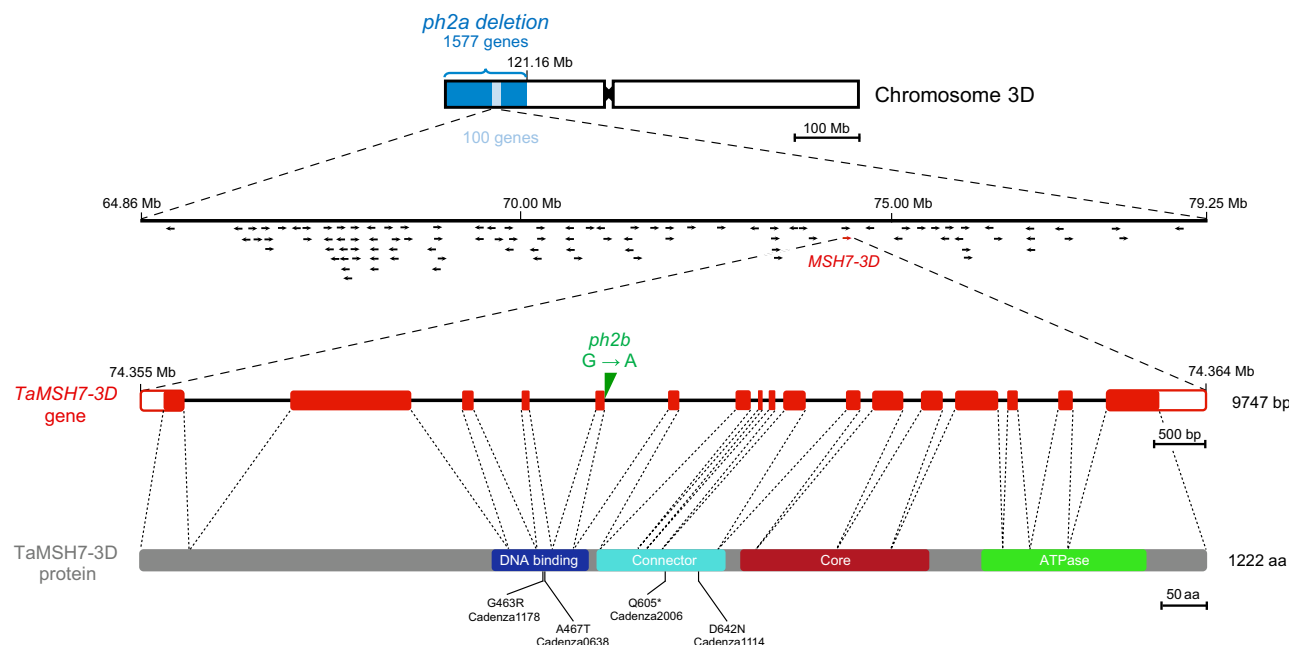 ph2a deletion
1577 genes
121.16 Mb
Chromosome 3D
100 Mb
100 genes
64.86 Mb
70.00 Mb
75.00 Mb
79.25 Mb
MSH7-3D
ph2b
G → A
74.355 Mb
74.364 Mb
TaMSH7-3D
gene
9747 bp
500 bp
TaMSH7-3D
protein
DNA binding
Connector
Core
ATPase
1222 aa
50 aa
G463R
Cadenza1178
A467T
Cadenza0638
Q605*
Cadenza2006
D642N
Cadenza1114